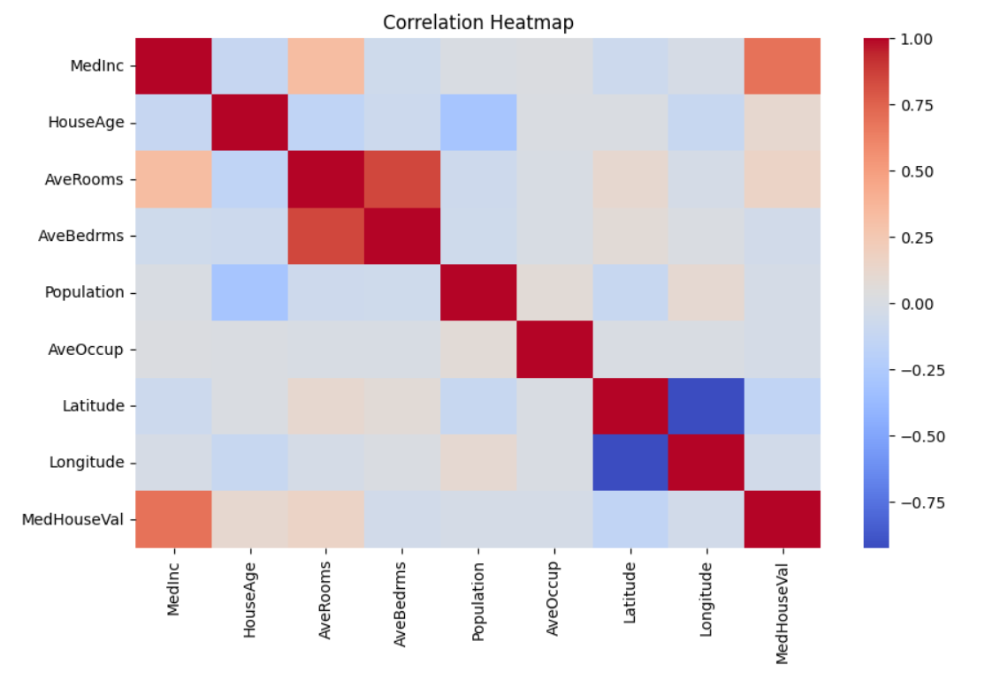 Correlation Heatmap
MedInc
HouseAge
AveRooms
AveBedrms
Population
AveOccup
Latitude
Longitude
MedHouseVal
MedInc
HouseAge
AveRooms
AveBedrms
Population
AveOccup
Latitude
Longitude
MedHouseVal
1.00
0.75
0.50
0.25
0.00
−0.25
−0.50
−0.75